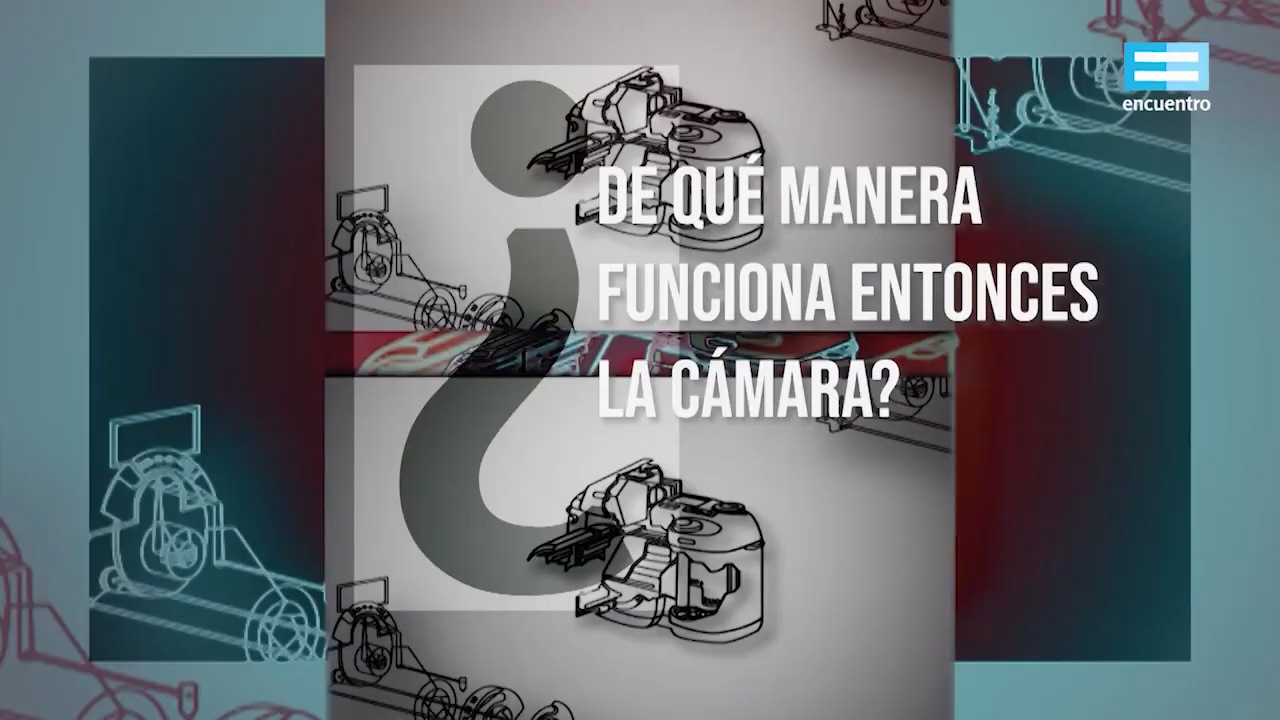 encuentro
¿
DE QUÉ MANERA
FUNCIONA ENTONCES
LA CÁMARA?